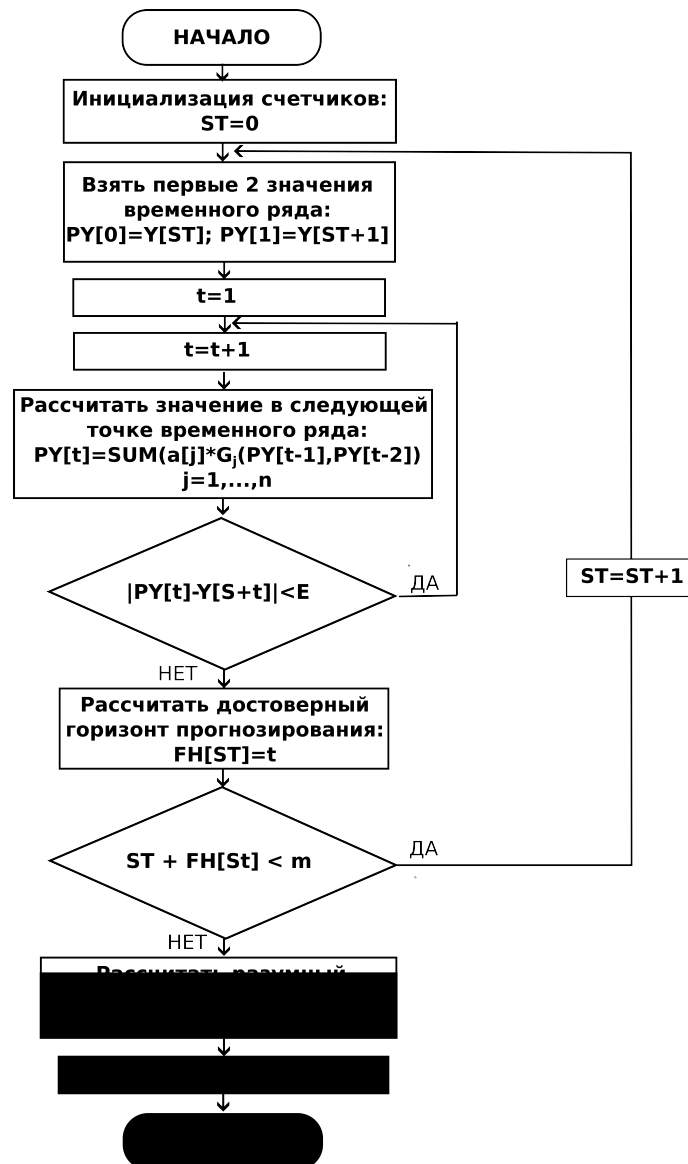 НАЧАЛО
Инициализация счетчиков:
ST=0
Взять первые 2 значения
временного ряда:
PY[0]=Y[ST]; PY[1]=Y[ST+1]
t=1
t=t+1
Рассчитать значение в следующей
точке временного ряда:
PY[t]=SUM(a[j]*Gj(PY[t-1],PY[t-2])
j=1,...,n
|PY[t]-Y[S+t]|<E
ДА
ST=ST+1
НЕТ
Рассчитать достоверный
горизонт прогнозирования:
FH[ST]=t
ST + FH[St] < m
ДА
НЕТ
Рассчитать разумный